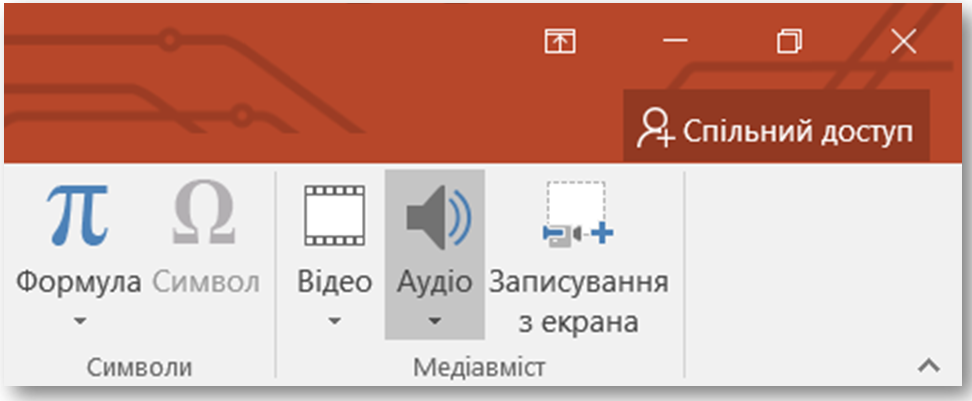 Спільний доступ
Формула
Символ
Відео
Аудіо
Записування
з екрана
Символи
Медіавміст